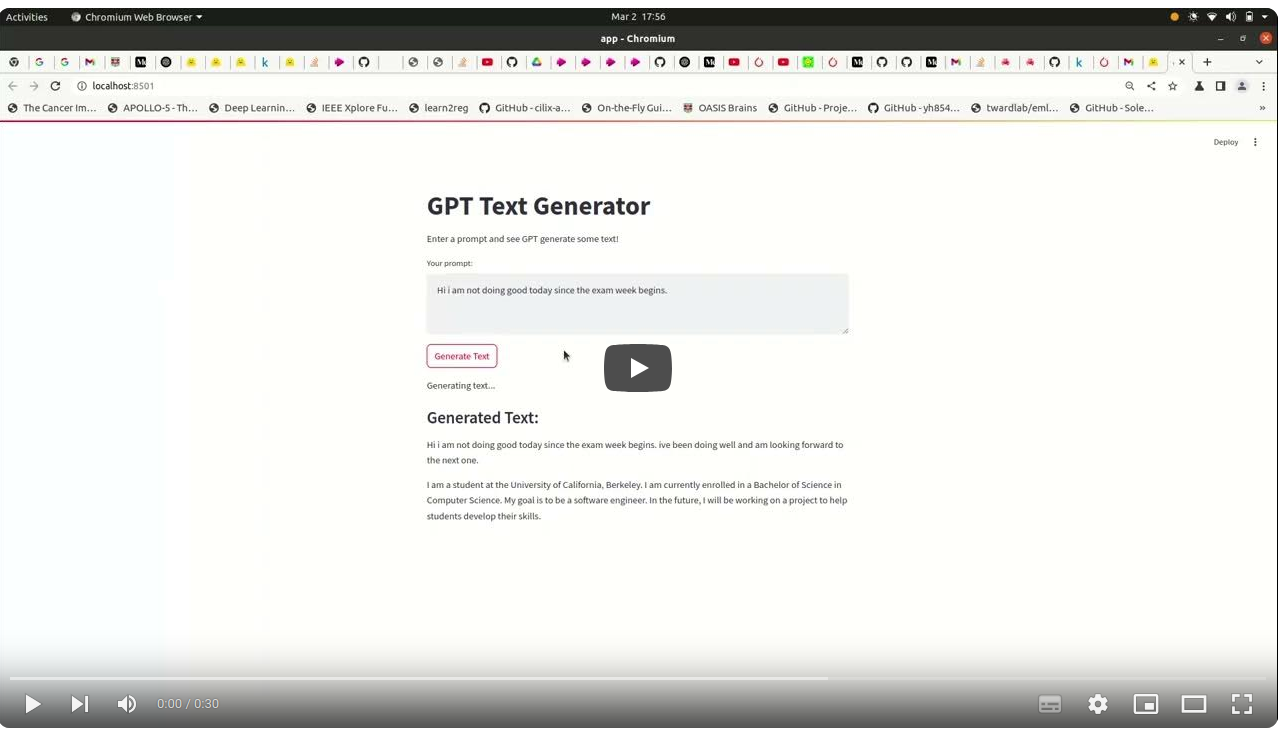 Activities Chromium Web Browser Mar 2 17:56
app - Chromium
localhost:8501
The Cancer Im... APOLLO-5 - Th... Deep Learnin... IEEE Xplore Fu... learn2reg GitHub - cilix-a... On-the-Fly Gui... OASIS Brains GitHub - Proje... GitHub - yh854... twardlab/eml... GitHub - Sole... »
Deploy
GPT Text Generator
Enter a prompt and see GPT generate some text!
Your prompt:
Hi i am not doing good today since the exam week begins.
Generate Text
Generating text...
Generated Text:
Hi i am not doing good today since the exam week begins. ive been doing well and am looking forward to
the next one.
I am a student at the University of California, Berkeley. I am currently enrolled in a Bachelor of Science in
Computer Science. My goal is to be a software engineer. In the future, I will be working on a project to help
students develop their skills.
0:00 / 0:30